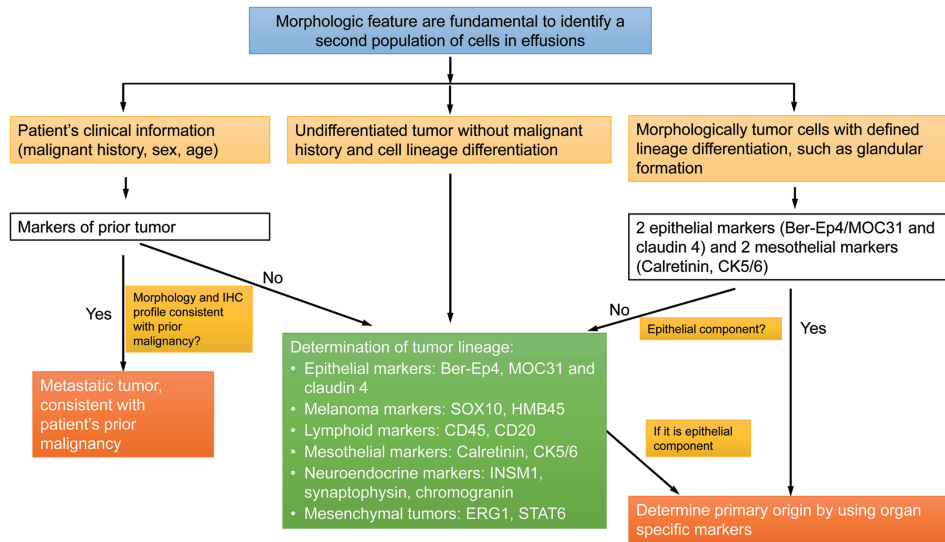 Morphologic feature are fundamental to identify a
second population of cells in effusions
Patient's clinical information
(malignant history, sex, age)
Undifferentiated tumor without malignant
history and cell lineage differentiation
Morphologically tumor cells with defined
lineage differentiation, such as glandular
formation
Markers of prior tumor
2 epithelial markers (Ber-Ep4/MOC31 and
claudin 4) and 2 mesothelial markers
(Calretinin, CK5/6)
No
Yes
Morphology and IHC
profile consistent
with prior
malignancy?
No
Epithelial component?
Yes
Metastatic tumor,
consistent with
patient's prior
malignancy
Determination of tumor lineage:
• Epithelial markers: Ber-Ep4, MOC31 and
claudin 4
• Melanoma markers: SOX10, HMB45
• Lymphoid markers: CD45, CD20
• Mesothelial markers: Calretinin, CK5/6
• Neuroendocrine markers: INSM1,
synaptophysin, chromogranin
• Mesenchymal tumors: ERG1, STAT6
If it is epithelial
component
Determine primary origin by using organ
specific markers